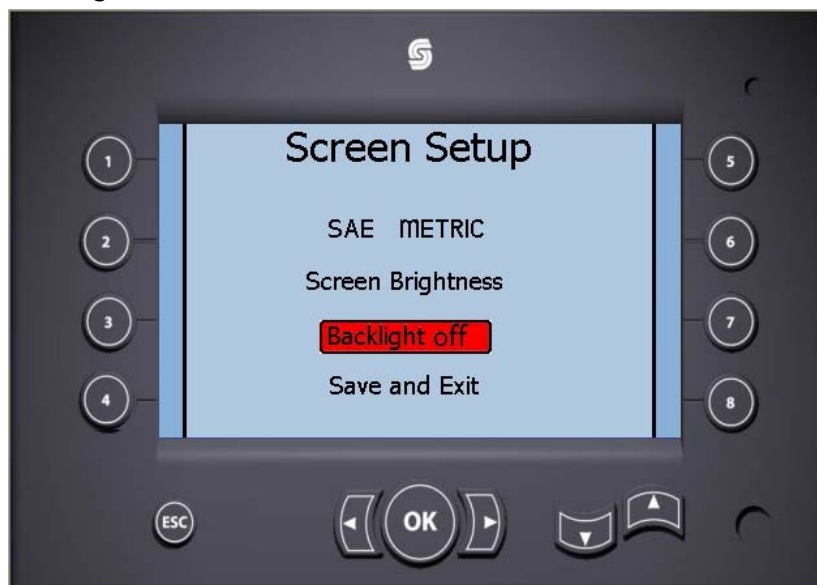 Screen Setup
1
5
SAE METRIC
2
6
Screen Brightness
3
Backlight off
7
Save and Exit
4
8
ESC
OK